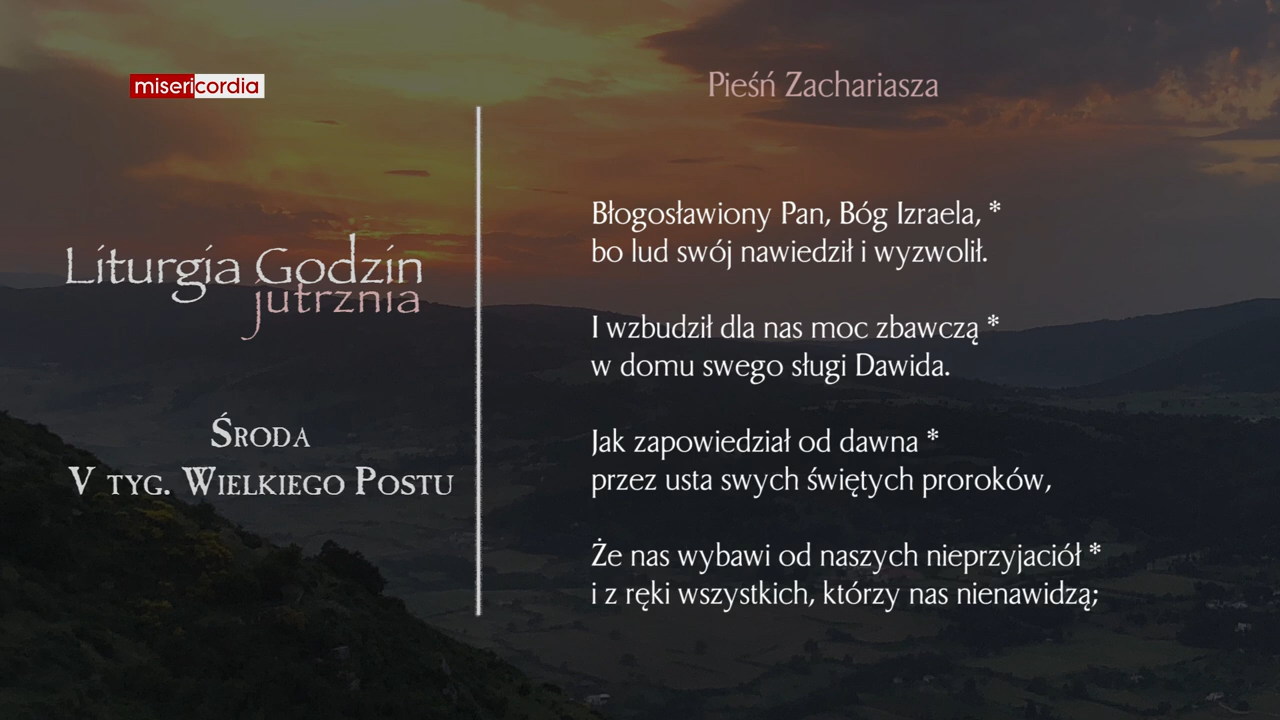 misericordia
Liturgia Godzin
jutrznia
Środa
V tyg. Wielkiego Postu
Pieśń Zachariasza
Błogosławiony Pan, Bóg Izraela, *
bo lud swój nawiedził i wyzwolił.
I wzbudził dla nas moc zbawczą *
w domu swego sługi Dawida.
Jak zapowiedział od dawna *
przez usta swych świętych proroków,
Że nas wybawi od naszych nieprzyjaciół *
i z ręki wszystkich, którzy nas nienawidzą;